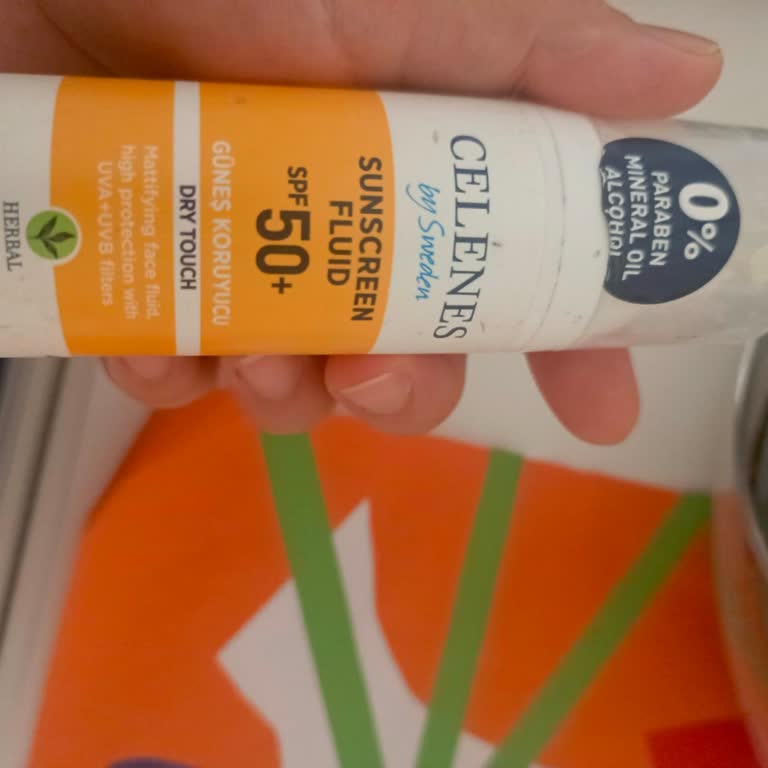 0%
PARABEN
MINERAL OIL
ALCOHOL
CELENES
by Sweden
SUNSCREEN
FLUID
SPF 50+
GÜNEŞ KORUYUCU
DRY TOUCH
Mattifying face fluid,
high protection with
UVA+UVB filters
HERBAL